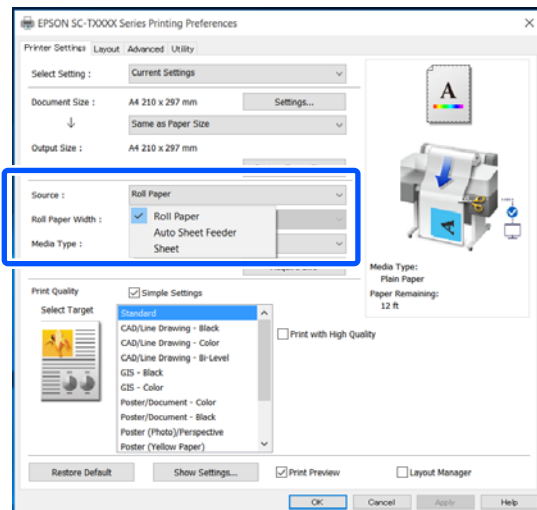 EPSON SC-TXXXX Series Printing Preferences
Printer Settings Layout Advanced Utility
Select Setting : Current Settings
Document Size : A4 210 x 297 mm Settings...
Same as Paper Size
Output Size : A4 210 x 297 mm
Source : Roll Paper
Roll Paper Width : Roll Paper
Auto Sheet Feeder
Media Type : Sheet
Media Type:
Plain Paper
Paper Remaining:
12 ft
Print Quality Simple Settings
Select Target
Standard
CAD/Line Drawing - Black
CAD/Line Drawing - Color
CAD/Line Drawing - Bi-Level
GIS - Black
GIS - Color
Poster/Document - Color
Poster/Document - Black
Poster (Photo)/Perspective
Poster (Yellow Paper)
Print with High Quality
Restore Default Show Settings... Print Preview Layout Manager
OK Cancel Apply Help
A
A